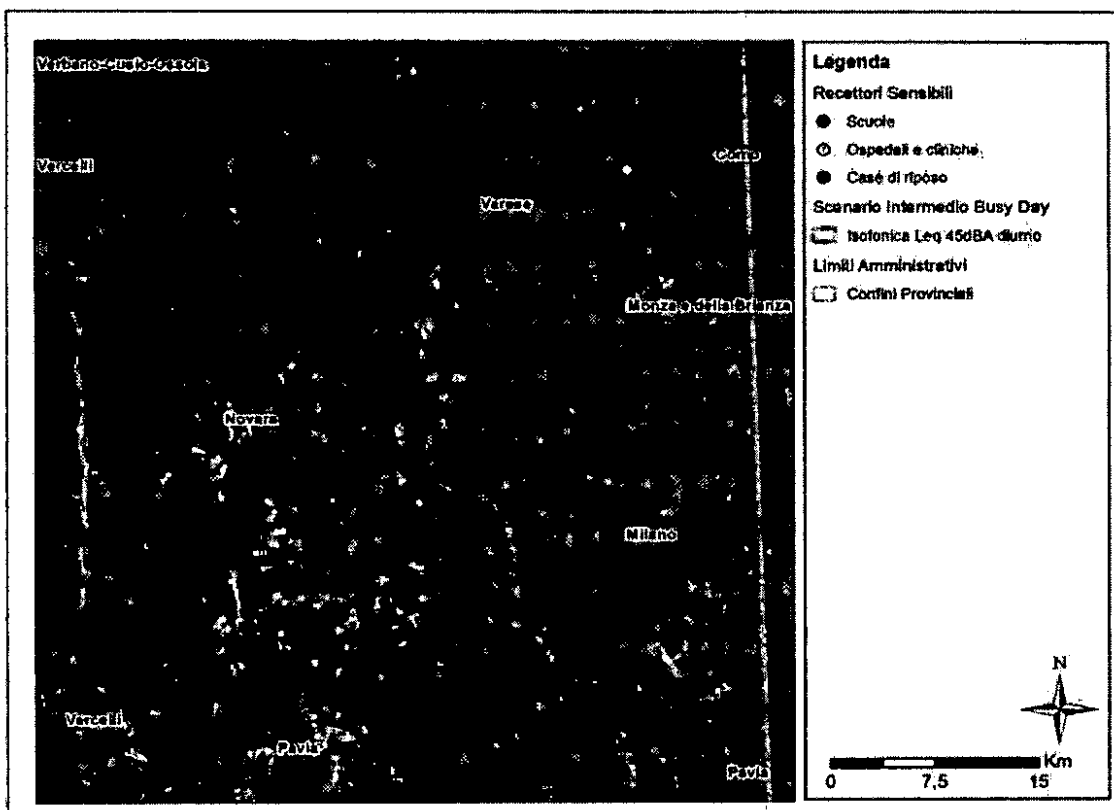 Verbano-Cusio-Ossola
Vercelli
Como
Varese
Monza e della Brianza
Novara
Milano
Vercelli
Pavia
Pavia
Legenda
Recettori Sensibili
Scuole
Ospedali e cliniche
Case di riposo
Scenario Intermedio Busy Day
Isofonica Leq 45dBA diurno
Limiti Amministrativi
Confini Provinciali
N
Km
0 7,5 15